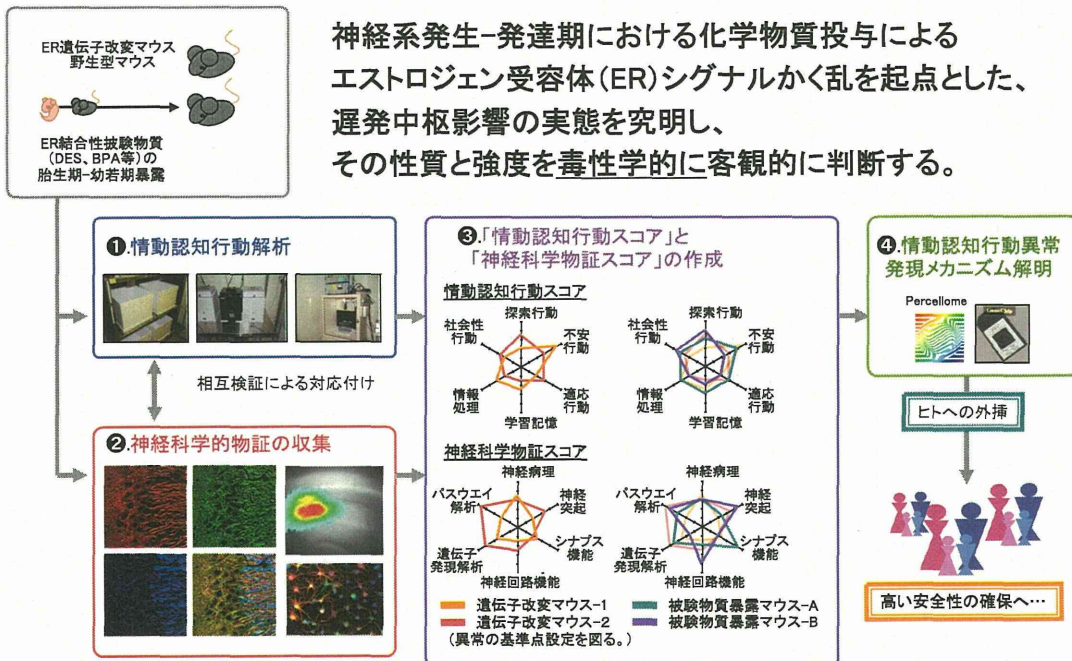 神経系発生-発達期における化学物質投与による
エストロジェン受容体(ER)シグナルかく乱を起点とした、
遅発中枢影響の実態を究明し、
その性質と強度を毒性学的に客観的に判断する。
ER遺伝子改変マウス
野生型マウス
ER結合性被験物質
(DES、BPA等)の
胎生期-幼若期暴露
❶.情動認知行動解析
相互検証による対応付け
❷.神経科学的物証の収集
❸.「情動認知行動スコア」と
「神経科学物証スコア」の作成
情動認知行動スコア
探索行動
社会性
行動
不安
行動
情報
処理
適応
行動
学習記憶
探索行動
社会性
行動
不安
行動
情報
処理
適応
行動
学習記憶
神経科学物証スコア
神経病理
パスウエイ
解析
神経
突起
遺伝子
発現解析
シナプス
機能
神経回路機能
神経病理
パスウエイ
解析
神経
突起
遺伝子
発現解析
シナプス
機能
神経回路機能
遺伝子改変マウス-1
遺伝子改変マウス-2
(異常の基準点設定を図る。)
被験物質暴露マウス-A
被験物質暴露マウス-B
❹.情動認知行動異常
発現メカニズム解明
Percellome
GeneChip
ヒトへの外挿
高い安全性の確保へ…